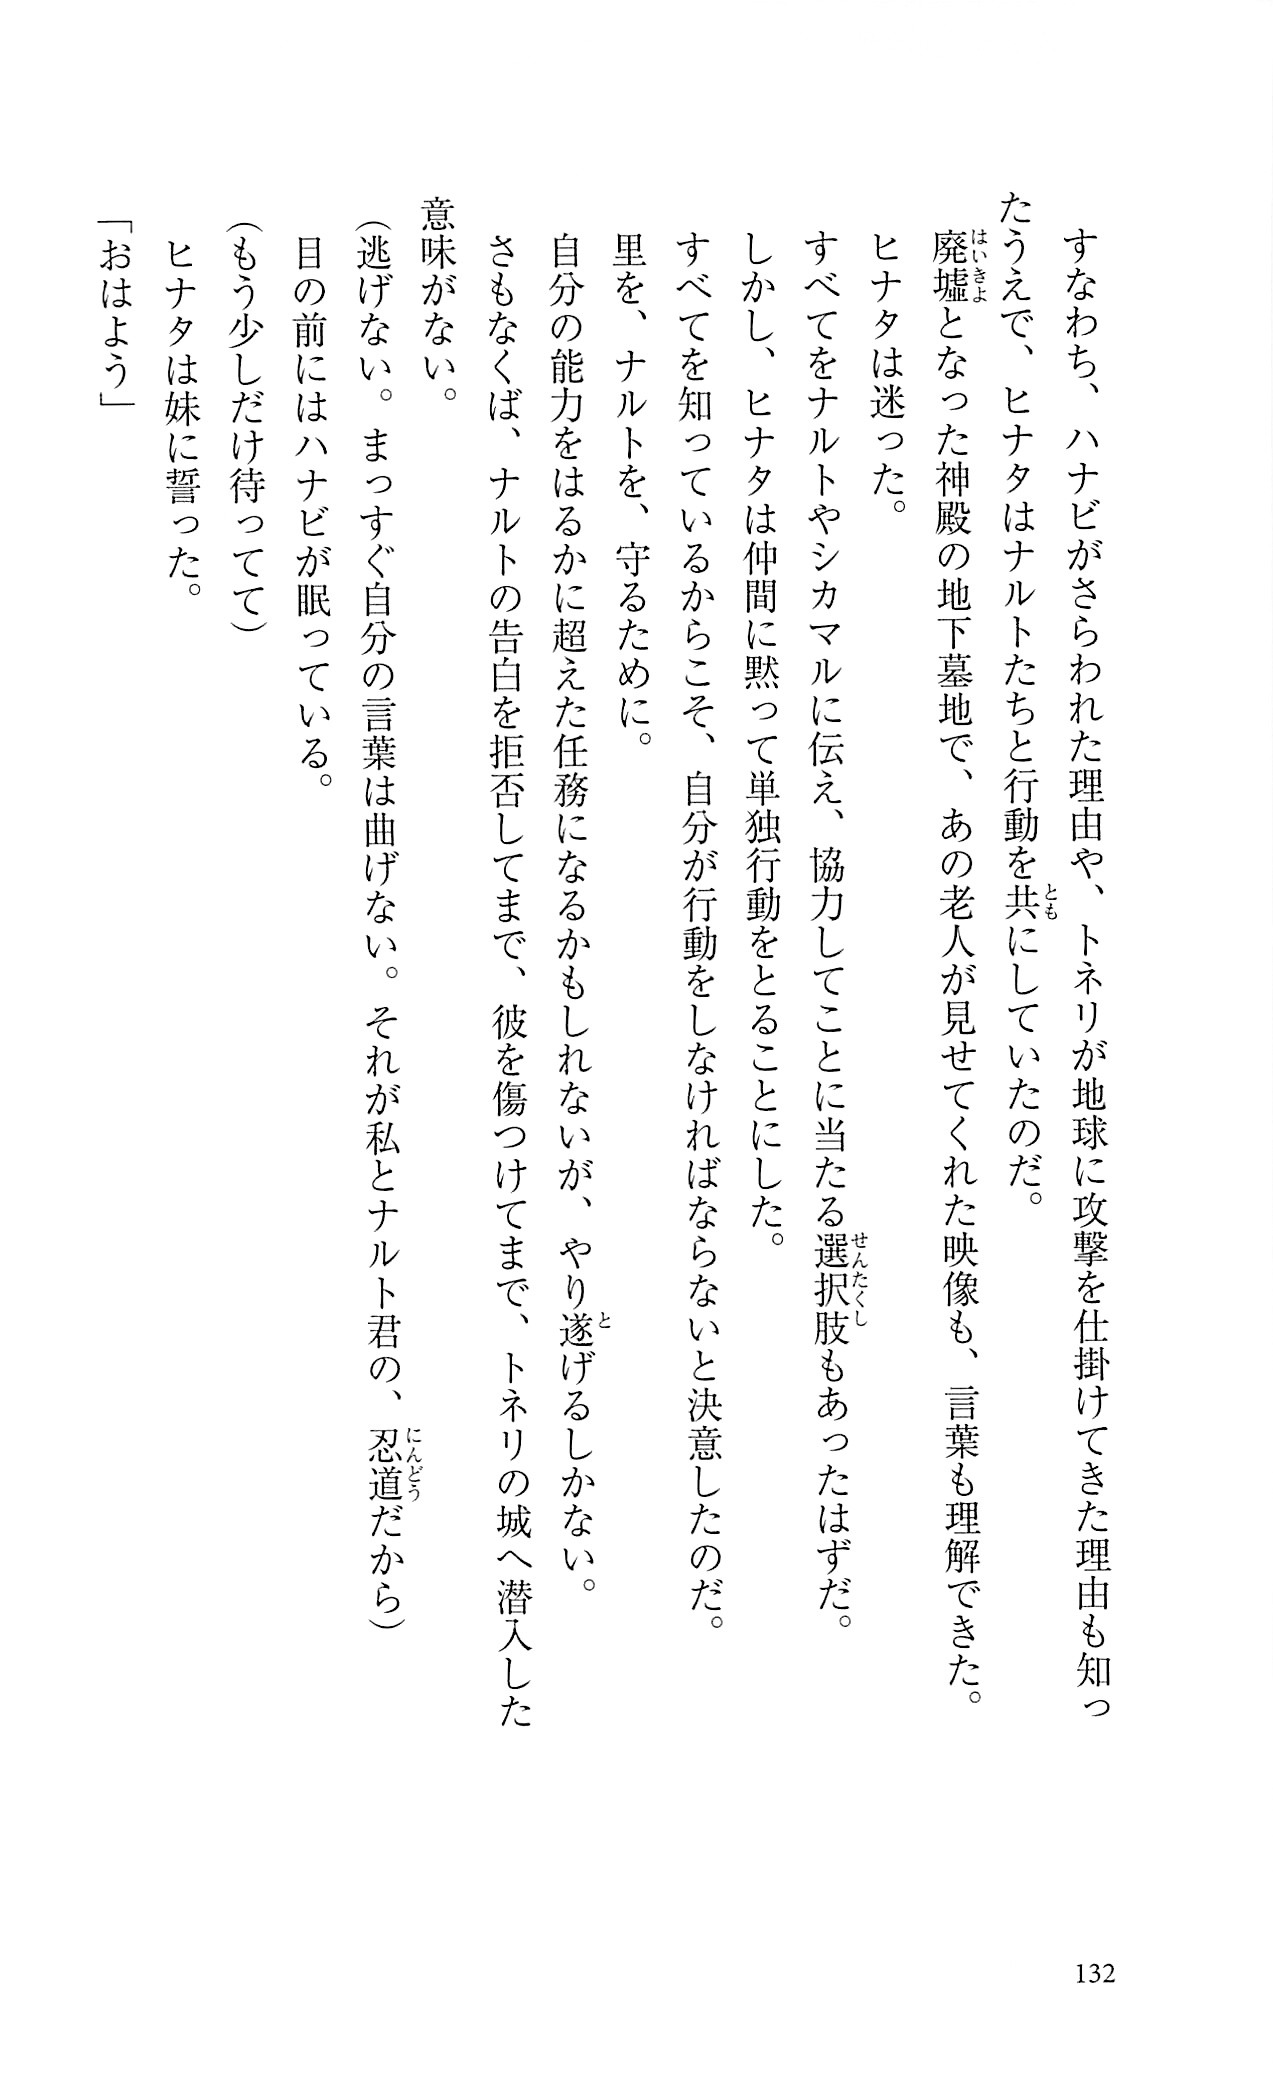 すなわち、ハナビがさらわれた理由や、トネリが地球に攻撃を仕掛けてきた理由も知っ
たうえで、ヒナタはナルトたちと行動を共にしていたのだ。
廃墟となった神殿の地下墓地で、あの老人が見せてくれた映像も、言葉も理解できた。
ヒナタは迷った。
すべてをナルトやシカマルに伝え、協力してことに当たる選択肢もあったはずだ。
しかし、ヒナタは仲間に黙って単独行動をとることにした。
すべてを知っているからこそ、自分が行動をしなければならないと決意したのだ。
里を、ナルトを、守るために。
自分の能力をはるかに超えた任務になるかもしれないが、やり遂げるしかない。
さもなくば、ナルトの告白を拒否してまで、彼を傷つけてまで、トネリの城へ潜入した
意味がない。
(逃げない。まっすぐ自分の言葉は曲げない。それが私とナルト君の、忍道だから)
目の前にはハナビが眠っている。
(もう少しだけ待ってて)
ヒナタは妹に誓った。
「おはよう」
132